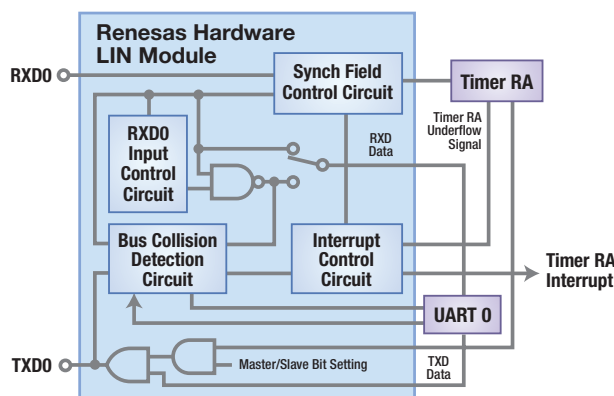 Renesas Hardware
LIN Module
RXD0
Synch Field
Control Circuit
Timer RA
RXD0
Input
Control
Circuit
RXD
Data
Timer RA
Underflow
Signal
Bus Collision
Detection
Circuit
Interrupt
Control
Circuit
Timer RA
Interrupt
UART 0
TXD0
Master/Slave Bit Setting
TXD
Data